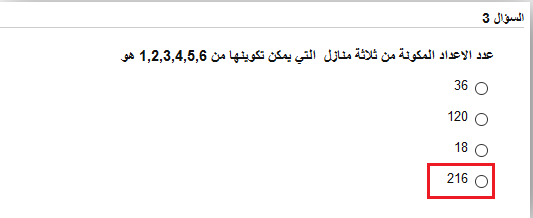 السؤال 3
عدد الاعداد المكونة من ثلاثة منازل التي يمكن تكوينها من 1,2,3,4,5,6 هو
36
120
18
216